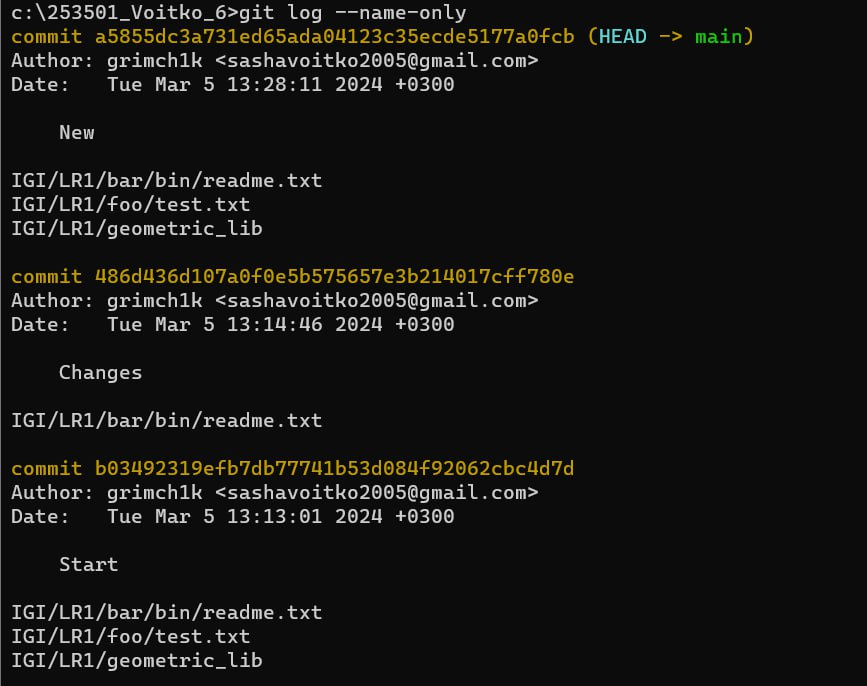 c:\253501_Voitko_6>git log --name-only
commit a5855dc3a731ed65ada04123c35ecde5177a0fcb (HEAD -> main)
Author: grimch1k <sashavoitko2005@gmail.com>
Date:   Tue Mar 5 13:28:11 2024 +0300

    New

IGI/LR1/bar/bin/readme.txt
IGI/LR1/foo/test.txt
IGI/LR1/geometric_lib

commit 486d436d107a0f0e5b575657e3b214017cff780e
Author: grimch1k <sashavoitko2005@gmail.com>
Date:   Tue Mar 5 13:14:46 2024 +0300

    Changes

IGI/LR1/bar/bin/readme.txt

commit b03492319efb7db77741b53d084f92062cbc4d7d
Author: grimch1k <sashavoitko2005@gmail.com>
Date:   Tue Mar 5 13:13:01 2024 +0300

    Start

IGI/LR1/bar/bin/readme.txt
IGI/LR1/foo/test.txt
IGI/LR1/geometric_lib